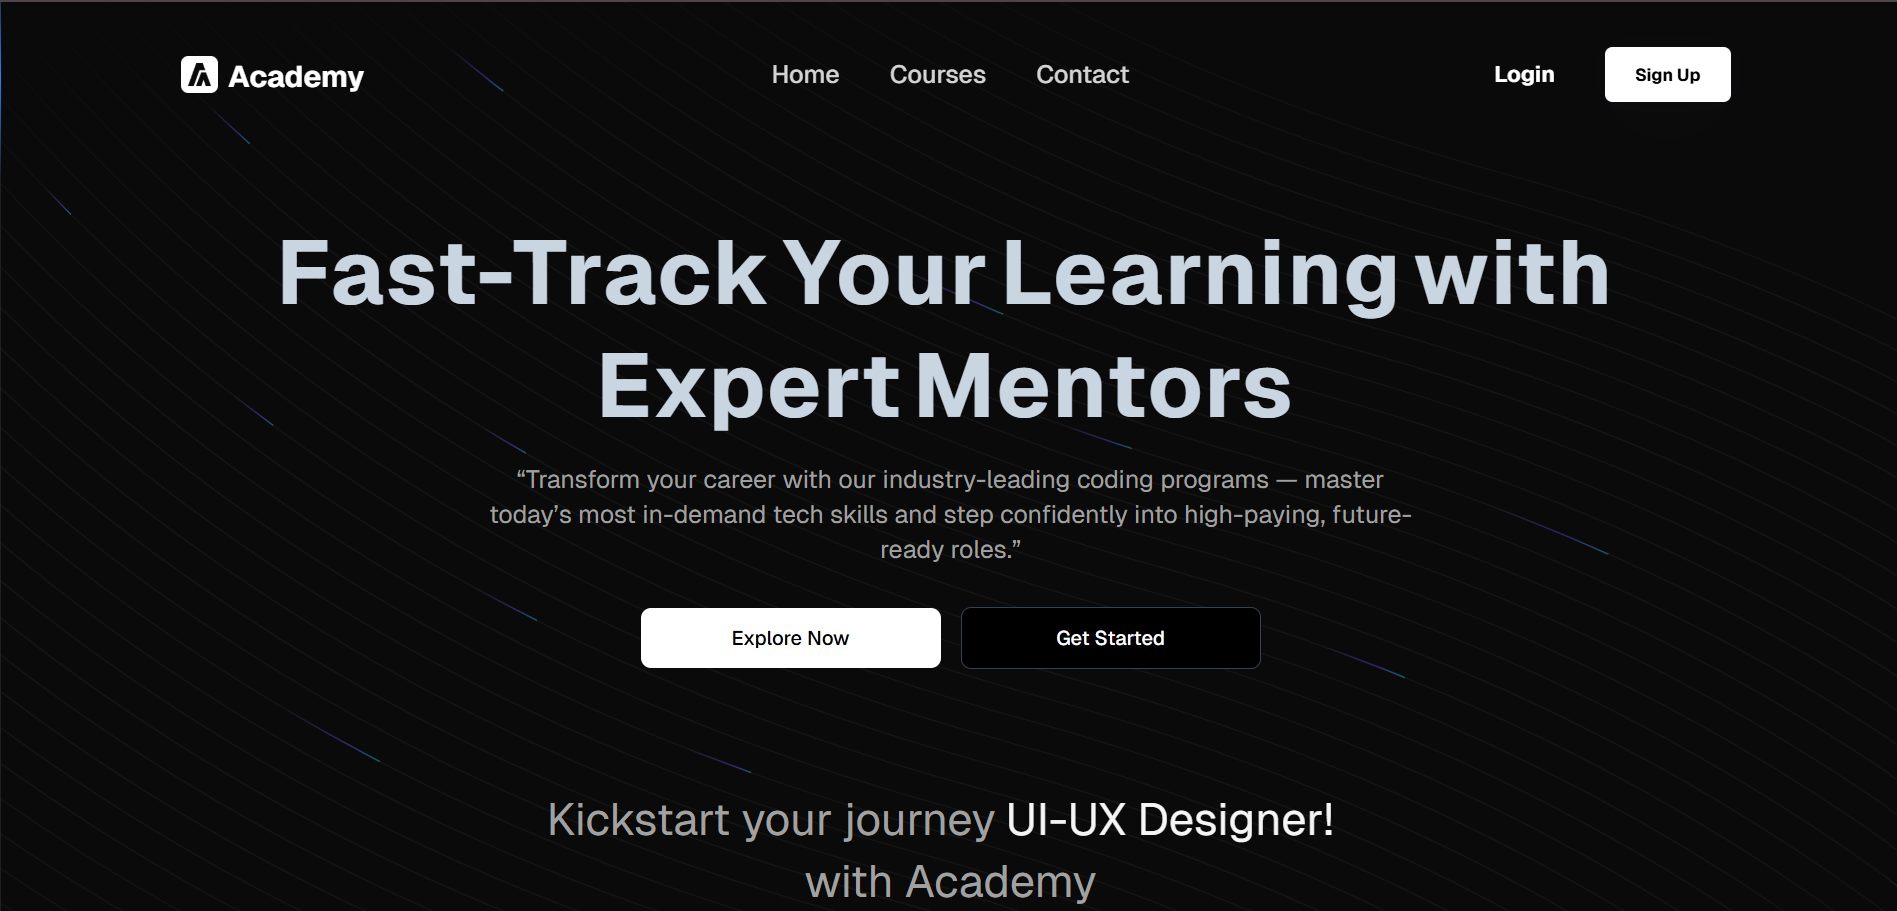 Academy
Home
Courses
Contact
Login
Sign Up
Fast-Track Your Learning with
Expert Mentors
“Transform your career with our industry-leading coding programs — master
today’s most in-demand tech skills and step confidently into high-paying, future-
ready roles.”
Explore Now
Get Started
Kickstart your journey UI-UX Designer!
with Academy